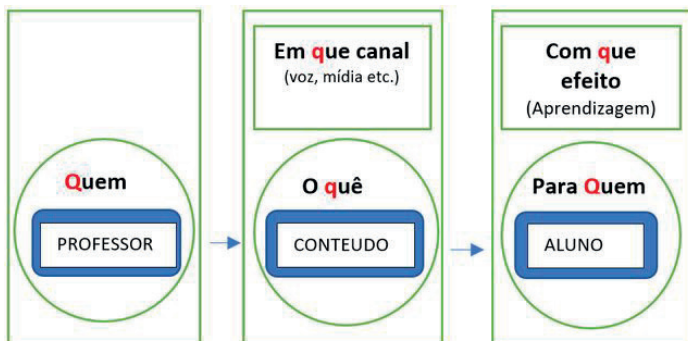 Quem
PROFESSOR
Em que canal
(voz, mídia etc.)
O quê
CONTEUDO
Com que
efeito
(Aprendizagem)
Para Quem
ALUNO